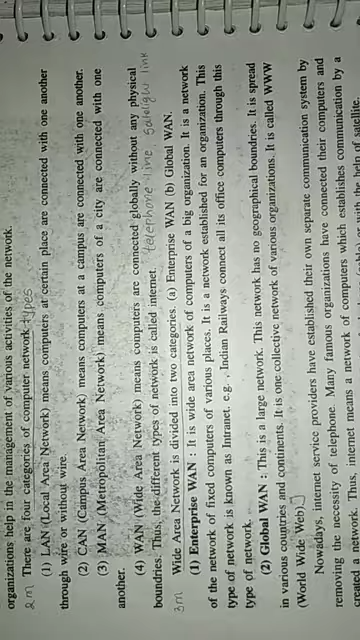 organizations help in the management of various activities of the network.
2m There are four categories of computer network. types
(1) LAN (Local Area Network) means computers at certain place are connected with one another
through wire or without wire.
(2) CAN (Campus Area Network) means computers at a campus are connected with one another.
(3) MAN (Metropolitan Area Network) means computers of a city are connected with one
another.
(4) WAN (Wide Area Network) means computers are connected globally without any physical
boundries. Thus, the different types of network is called internet. telephone line, satelight link
3m Wide Area Network is divided into two categories. (a) Enterprise WAN (b) Global WAN.
(1) Enterprise WAN : It is wide area network of computers of a big organization. It is a network
of the network of fixed computers of various places. It is a network established for an organization. This
type of network is known as Intranet. e.g., Indian Railways connect all its office computers through this
type of network.
(2) Global WAN : This is a large network. This network has no geographical boundries. It is spread
in various countries and continents. It is one collective network of various organizations. It is called WWW
(World Wide Web)
Nowadays, internet service providers have established their own separate communication system by
removing the necessity of telephone. Many famous organizations have connected their computers and
created a network. Thus, internet means a network of computers which establishes communication by a
help of satellite.